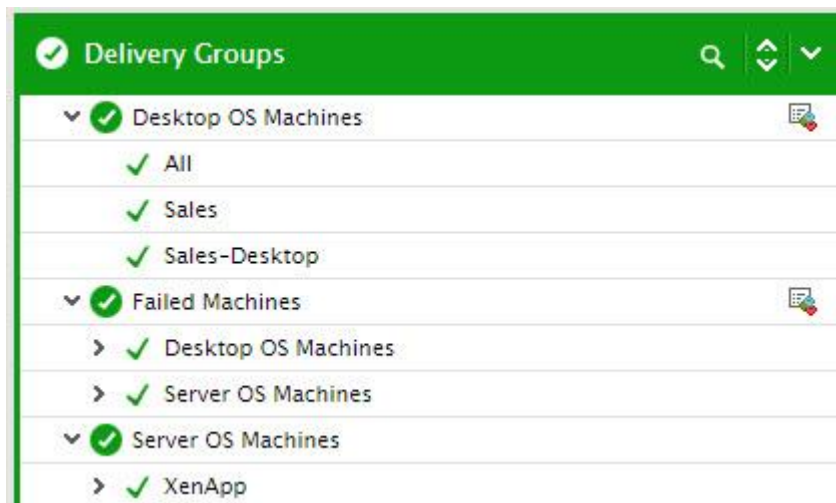 Delivery Groups
Desktop OS Machines
All
Sales
Sales-Desktop
Failed Machines
Desktop OS Machines
Server OS Machines
Server OS Machines
XenApp